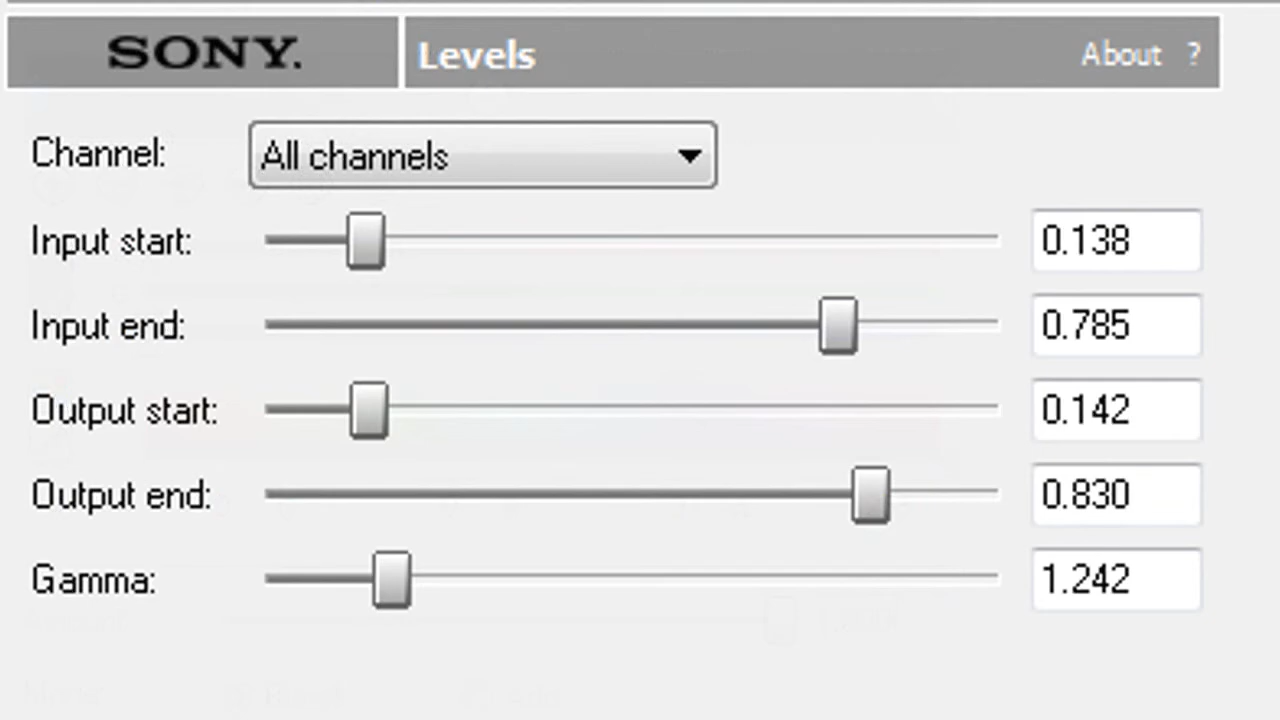 SONY. Levels About ?
Channel: All channels
Input start: 0.138
Input end: 0.785
Output start: 0.142
Output end: 0.830
Gamma: 1.242